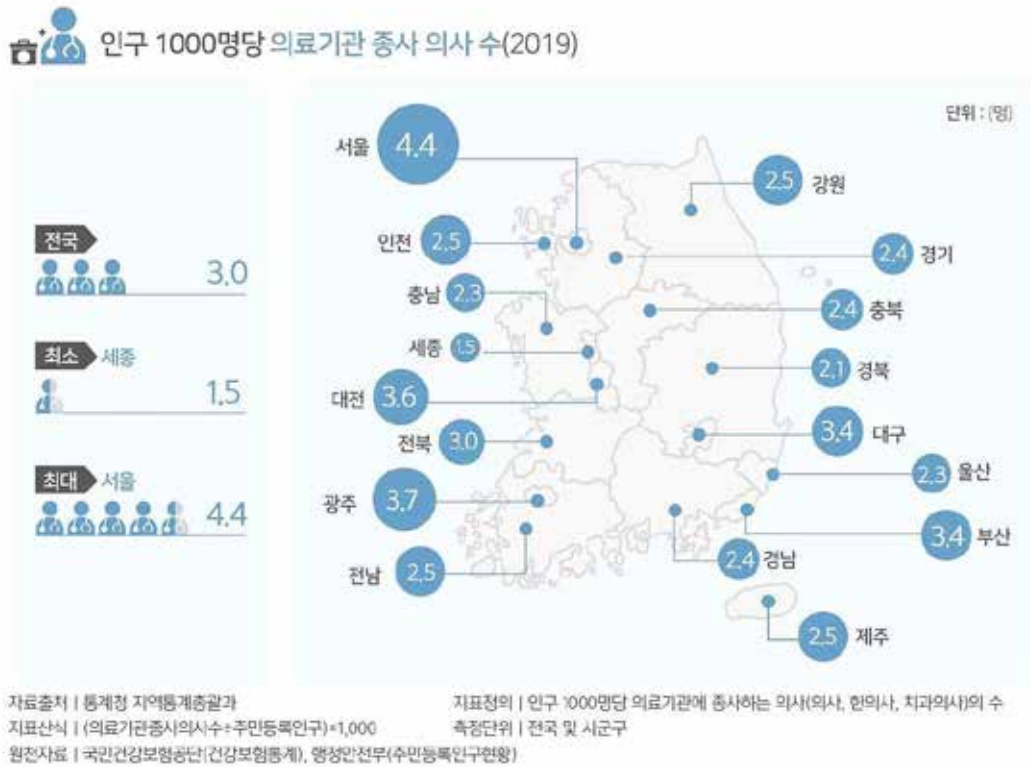 인구 1000명당 의료기관 종사 의사 수(2019)
단위 : (명)
전국
3.0
최소 세종
1.5
최대 서울
4.4
서울 4.4
2.5 강원
인천 2.5
2.4 경기
충남 2.3
2.4 충북
세종 1.5
2.1 경북
대전 3.6
3.4 대구
전북 3.0
2.3 울산
광주 3.7
3.4 부산
2.4 경남
전남 2.5
2.5 제주
자료출처 | 통계청 지역통계총괄과
지표정의 | 인구 1000명당 의료기관에 종사하는 의사(의사, 한의사, 치과의사)의 수
지표산식 | (의료기관종사의사수÷주민등록인구)×1,000
측정단위 | 전국 및 시군구
원천자료 | 국민건강보험공단(건강보험통계), 행정안전부(주민등록인구현황)